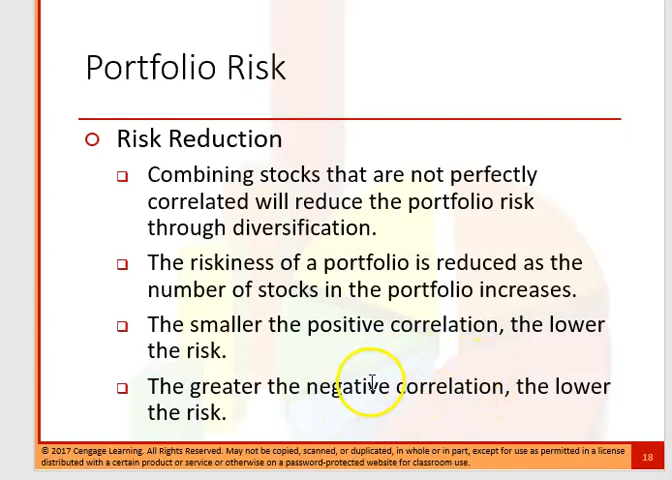 Portfolio Risk
Risk Reduction
Combining stocks that are not perfectly
correlated will reduce the portfolio risk
through diversification.
The riskiness of a portfolio is reduced as the
number of stocks in the portfolio increases.
The smaller the positive correlation, the lower
the risk.
The greater the negative correlation, the lower
the risk.
© 2017 Cengage Learning. All Rights Reserved. May not be copied, scanned, or duplicated, in whole or in part, except for use as permitted in a license
distributed with a certain product or service or otherwise on a password-protected website for classroom use.
18